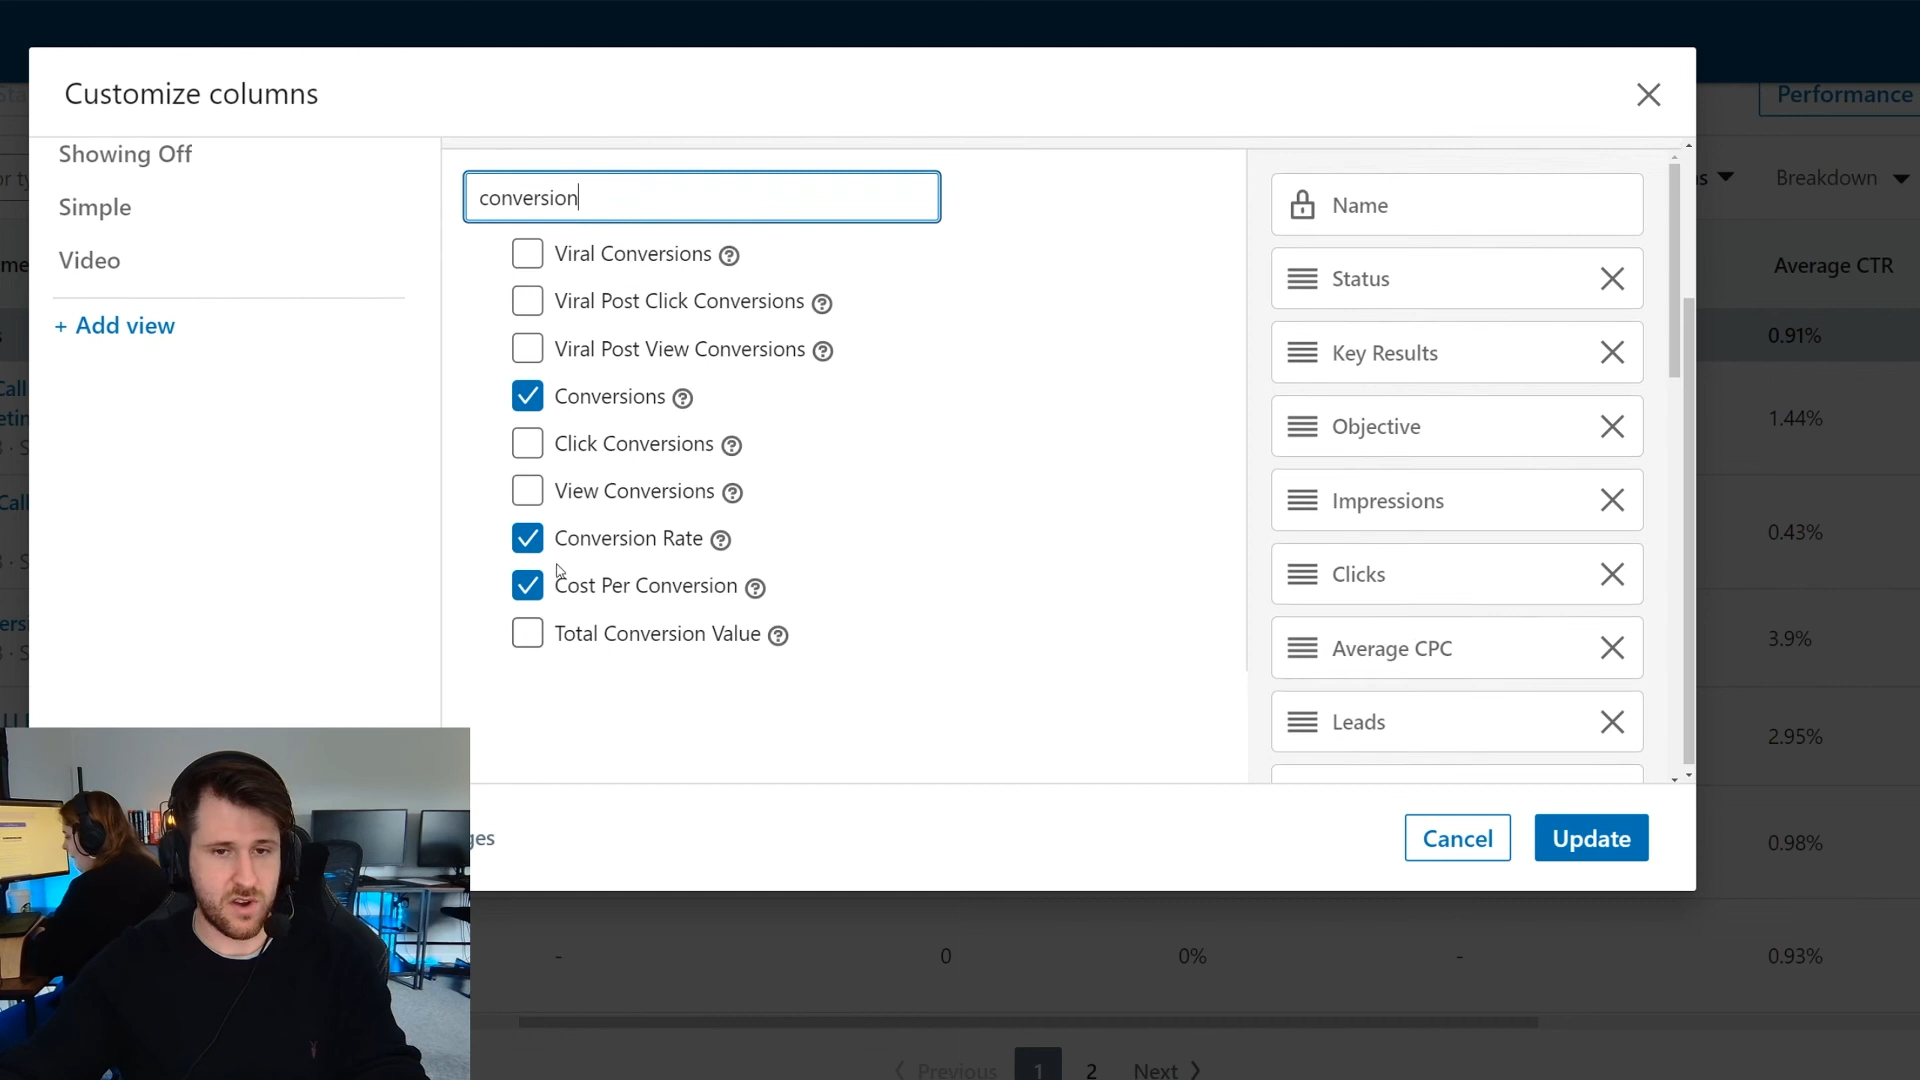 Customize columns
Performance
Breakdown
Average CTR
Showing Off
Simple
Video
+ Add view
conversion
Viral Conversions
Viral Post Click Conversions
Viral Post View Conversions
Conversions
Click Conversions
View Conversions
Conversion Rate
Cost Per Conversion
Total Conversion Value
Name
Status
Key Results
Objective
Impressions
Clicks
Average CPC
Leads
Cancel
Update
0.91%
1.44%
0.43%
3.9%
2.95%
0.98%
- 0 0% - 0.93%
Previous 1 2 Next